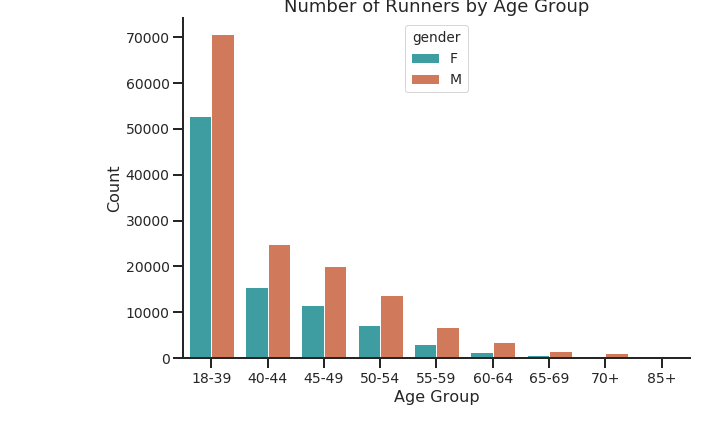 Number of Runners by Age Group
gender
F
M
70000
60000
50000
40000
30000
20000
10000
0
Count
18-39 40-44 45-49 50-54 55-59 60-64 65-69 70+ 85+
Age Group